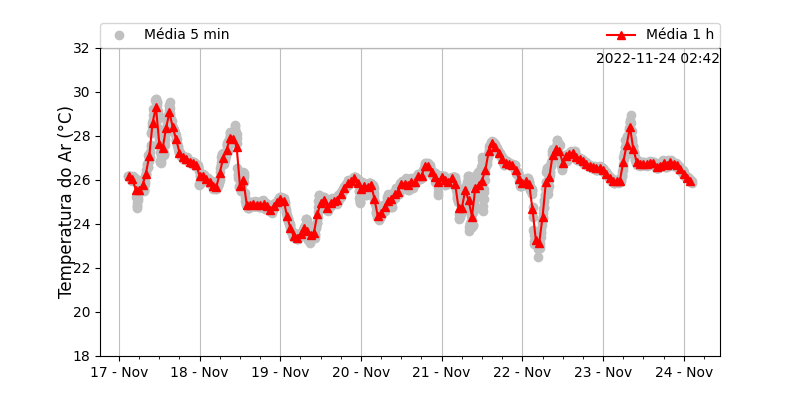 Média 5 min
Média 1 h
2022-11-24 02:42
Temperatura do Ar (°C)
32
30
28
26
24
22
20
18
17 - Nov
18 - Nov
19 - Nov
20 - Nov
21 - Nov
22 - Nov
23 - Nov
24 - Nov